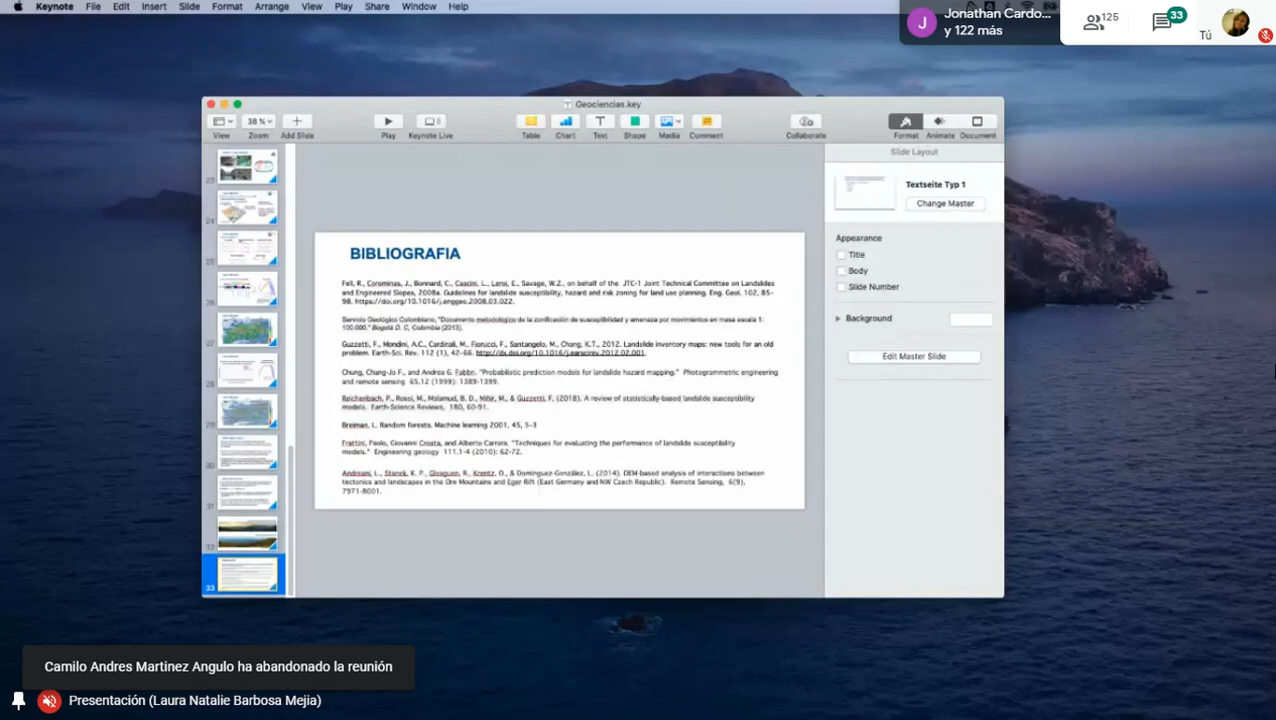 Keynote File Edit Insert Slide Format Arrange View Play Share Window Help
Jonathan Cardo...
y 122 más
125
33
Tú
Geociencias.key
38 %
View Zoom Add Slide Play Keynote Live Table Chart Text Shape Media Comment Collaborate Format Animate Document
Slide Layout
Textseite Typ 1
Change Master
Appearance
Title
Body
Slide Number
Background
Edit Master Slide
23
24
25
26
27
28
29
30
31
32
33
BIBLIOGRAFIA
Fell, R., Corominas, J., Bonnard, C., Cascini, L., Leroi, E., Savage, W.Z., on behalf of the JTC-1 Joint Technical Committee on Landslides
and Engineered Slopes, 2008a. Guidelines for landslide susceptibility, hazard and risk zoning for land use planning. Eng. Geol. 102, 85-
98. https://doi.org/10.1016/j.enggeo.2008.03.022.
Servicio Geológico Colombiano, "Documento metodológico de la zonificación de susceptibilidad y amenaza por movimientos en masa escala 1:
100.000." Bogotá D. C, Colombia (2013).
Guzzetti, F., Mondini, A.C., Cardinali, M., Fiorucci, F., Santangelo, M., Chang, K.T., 2012. Landslide inventory maps: new tools for an old
problem. Earth-Sci. Rev. 112 (1), 42-66. http://dx.doi.org/10.1016/j.earscirev.2012.02.001.
Chung, Chang-Jo F., and Andrea G. Fabbri. "Probabilistic prediction models for landslide hazard mapping." Photogrammetric engineering
and remote sensing 65.12 (1999): 1389-1399.
Reichenbach, P., Rossi, M., Malamud, B. D., Mihir, M., & Guzzetti, F. (2018). A review of statistically-based landslide susceptibility
models. Earth-Science Reviews, 180, 60-91.
Breiman, L. Random forests. Machine learning 2001, 45, 5-3
Frattini, Paolo, Giovanni Crosta, and Alberto Carrara. "Techniques for evaluating the performance of landslide susceptibility
models." Engineering geology 111.1-4 (2010): 62-72.
Andreani, L., Stanek, K. P., Gloaguen, R., Krentz, O., & Domínguez-González, L. (2014). DEM-based analysis of interactions between
tectonics and landscapes in the Ore Mountains and Eger Rift (East Germany and NW Czech Republic). Remote Sensing, 6(9),
7971-8001.
Camilo Andres Martinez Angulo ha abandonado la reunión
Presentación (Laura Natalie Barbosa Mejia)